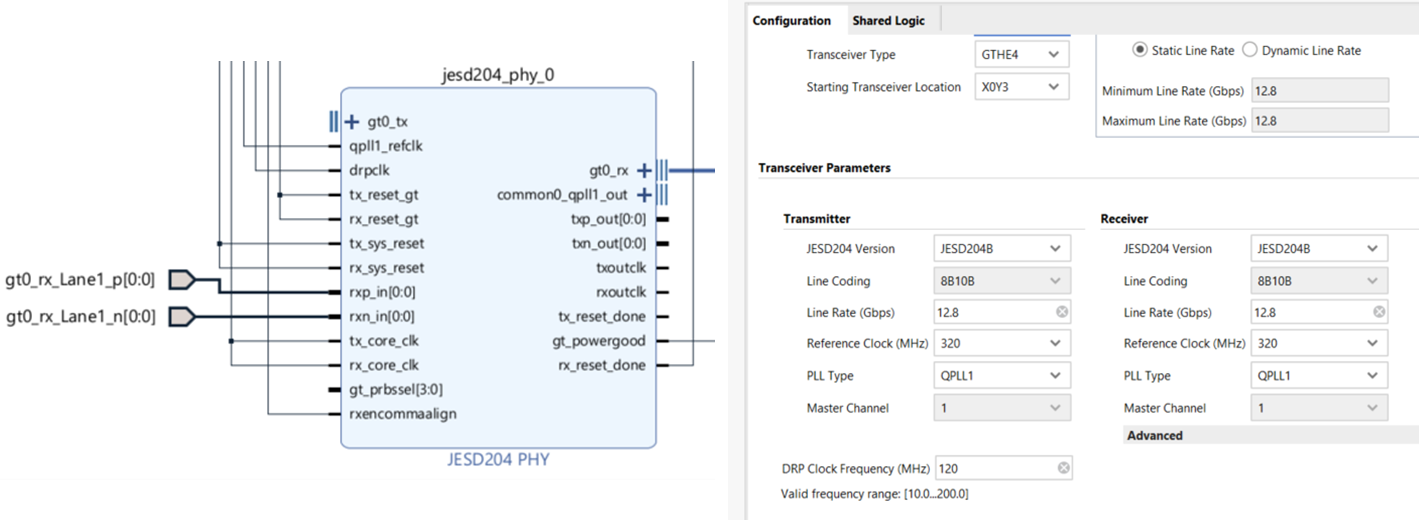 jesd204_phy_0
gt0_tx
qpll1_refclk
drpclk
tx_reset_gt
rx_reset_gt
tx_sys_reset
rx_sys_reset
rxp_in[0:0]
rxn_in[0:0]
tx_core_clk
rx_core_clk
gt_prbssel[3:0]
rxencommaalign
gt0_rx
common0_qpll1_out
txp_out[0:0]
txn_out[0:0]
txoutclk
rxoutclk
tx_reset_done
gt_powergood
rx_reset_done
gt0_rx_Lane1_p[0:0]
gt0_rx_Lane1_n[0:0]
JESD204 PHY
Configuration Shared Logic
Transceiver Type GTHE4
Starting Transceiver Location X0Y3
Static Line Rate Dynamic Line Rate
Minimum Line Rate (Gbps) 12.8
Maximum Line Rate (Gbps) 12.8
Transceiver Parameters
Transmitter
JESD204 Version JESD204B
Line Coding 8B10B
Line Rate (Gbps) 12.8
Reference Clock (MHz) 320
PLL Type QPLL1
Master Channel 1
Receiver
JESD204 Version JESD204B
Line Coding 8B10B
Line Rate (Gbps) 12.8
Reference Clock (MHz) 320
PLL Type QPLL1
Master Channel 1
Advanced
DRP Clock Frequency (MHz) 120
Valid frequency range: [10.0...200.0]